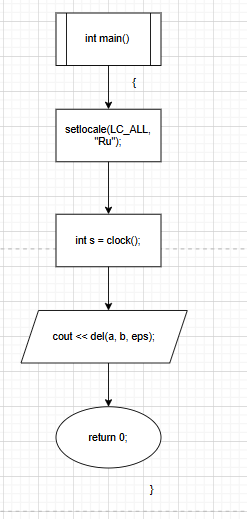 int main()
{
setlocale(LC_ALL,
"Ru");
int s = clock();
cout << del(a, b, eps);
return 0;
}